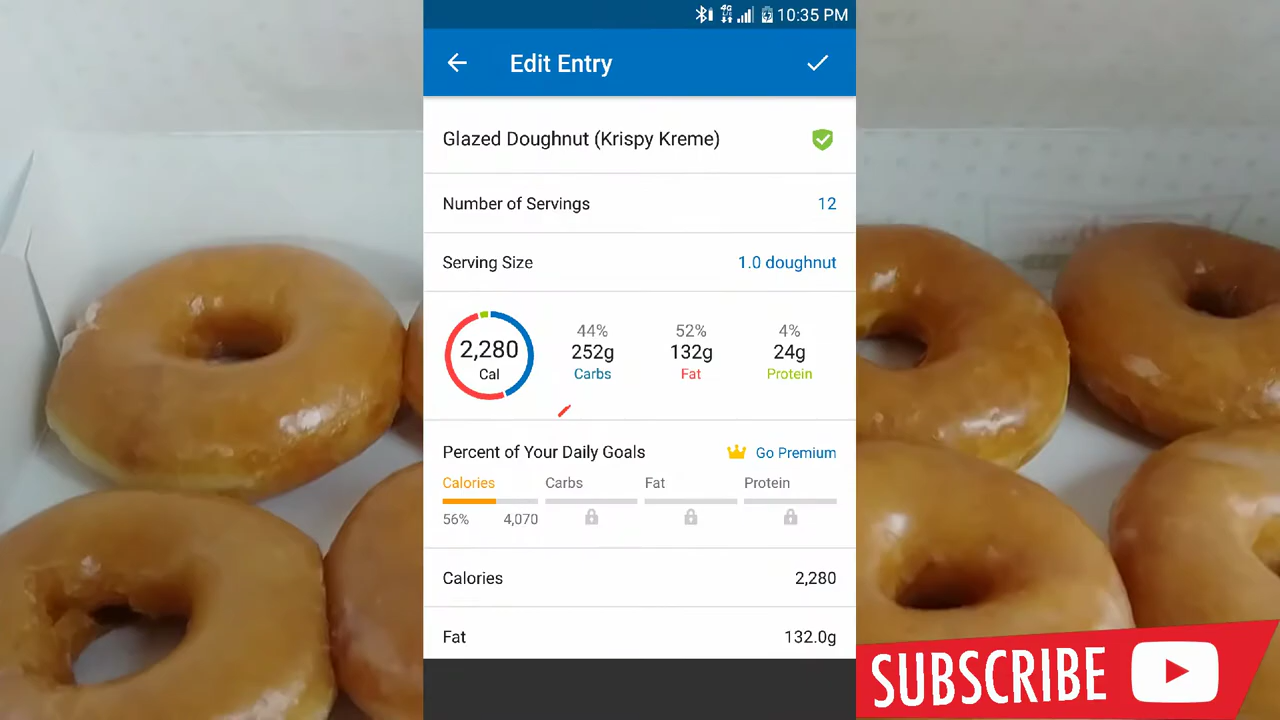 4G
10:35 PM
Edit Entry
Glazed Doughnut (Krispy Kreme)
Number of Servings 12
Serving Size 1.0 doughnut
2,280
Cal
44% 52% 4%
252g 132g 24g
Carbs Fat Protein
Percent of Your Daily Goals Go Premium
Calories Carbs Fat Protein
56% 4,070
Calories 2,280
Fat 132.0g
SUBSCRIBE